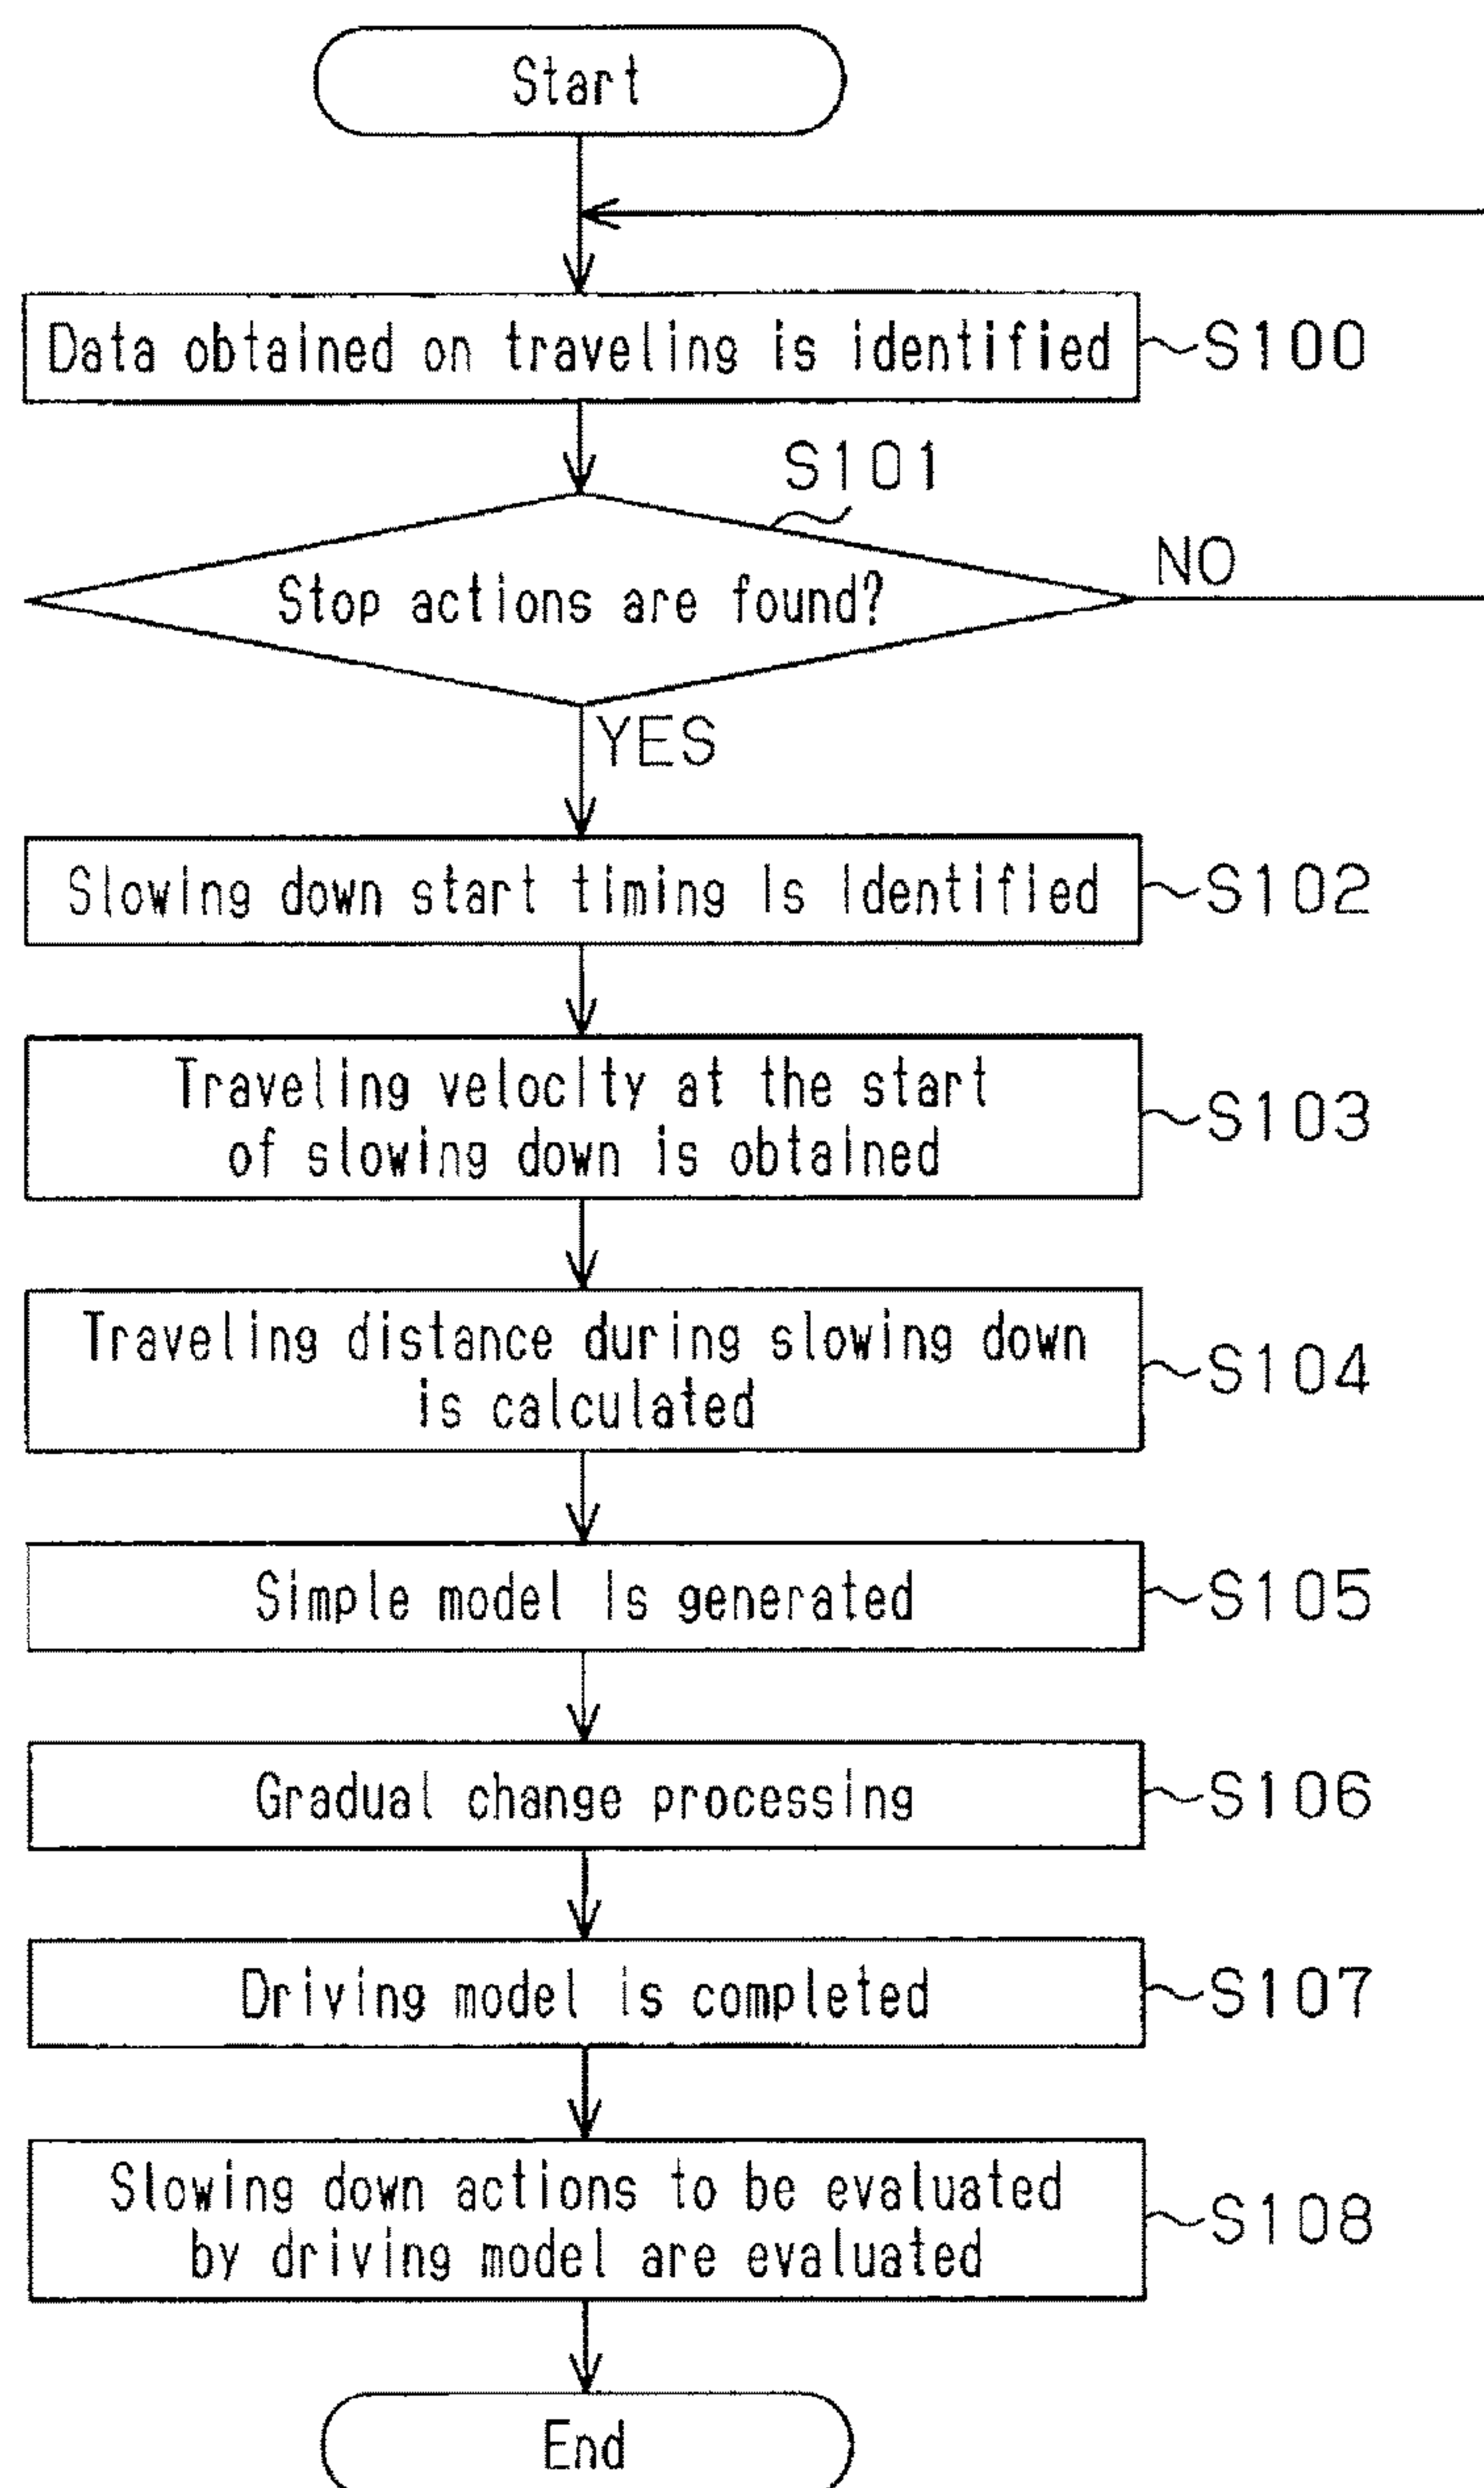 Start
Data obtained on traveling is identified
S100
S101
Stop actions are found?
NO
YES
Slowing down start timing is identified
S102
Traveling velocity at the start
of slowing down is obtained
S103
Traveling distance during slowing down
is calculated
S104
Simple model is generated
S105
Gradual change processing
S106
Driving model is completed
S107
Slowing down actions to be evaluated
by driving model are evaluated
S108
End